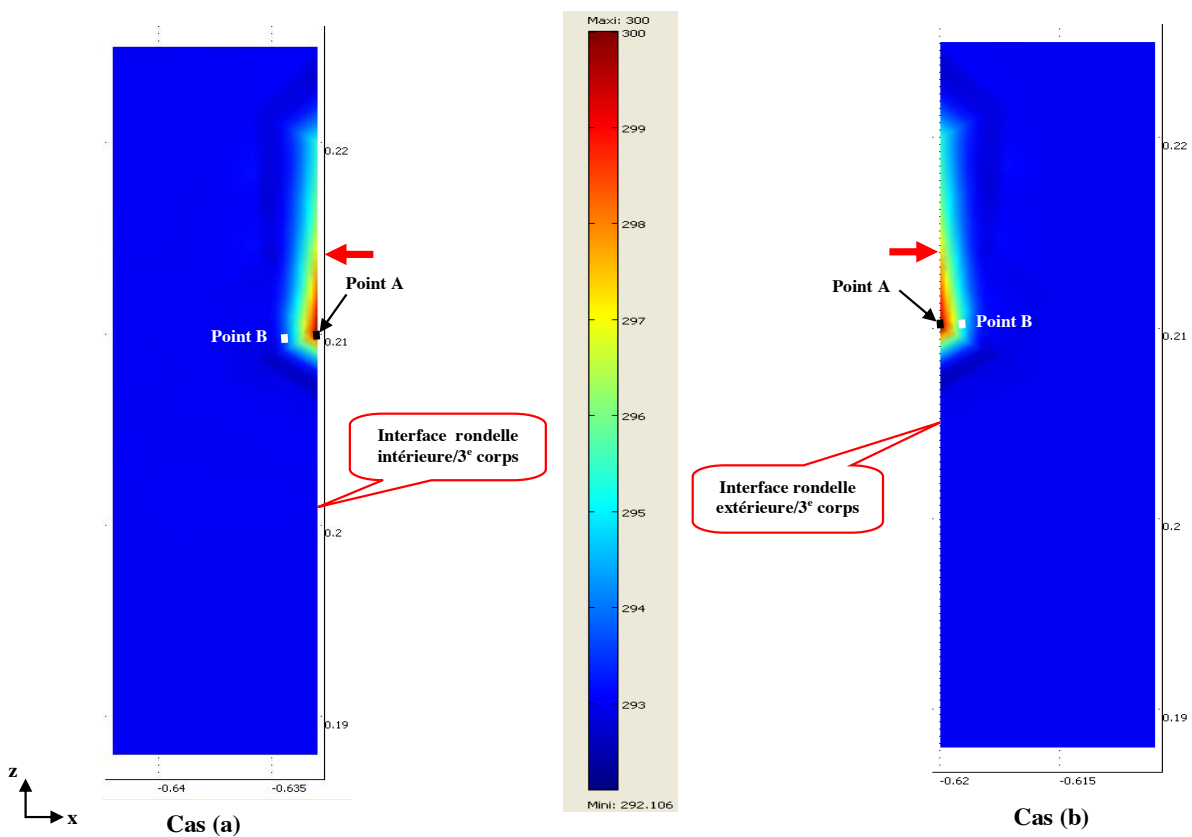 Maxi: 300
300
299
298
297
296
295
294
293
Mini: 292.106
0.22
Point A
Point B
0.21
Interface rondelle
intérieure/3e corps
0.2
0.19
-0.64
-0.635
z
x
Cas (a)
0.22
Point A
Point B
0.21
Interface rondelle
extérieure/3e corps
0.2
0.19
-0.62
-0.615
Cas (b)